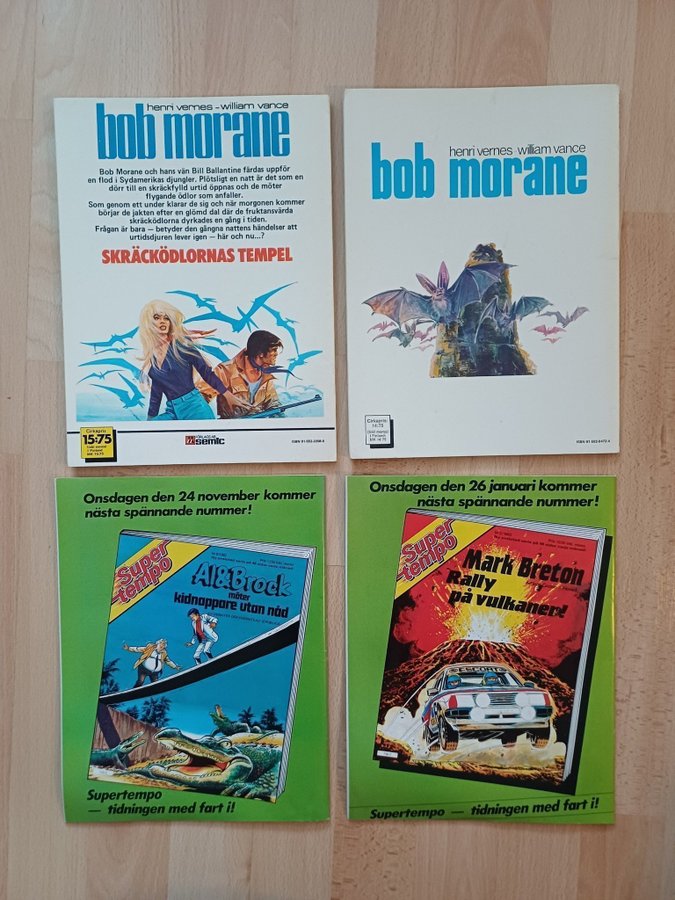 henri vernes - william vance
bob morane
Bob Morane och hans vän Bill Ballantine färdas uppför
en flod i Sydamerikas djungler. Plötsligt en natt är det som en
dörr till en skräckfylld urtid öppnas och de möter
flygande ödlor som anfaller.
Som genom ett under klarar de sig och när morgonen kommer
börjar de jakten efter en glömd dal där de fruktansvärda
skräcködlorna dyrkades en gång i tiden.
Frågan är bara — betyder den gångna nattens händelser att
urtidsdjuren lever igen — här och nu...?
SKRÄCKÖDLORNAS TEMPEL
Cirkapris
15:75
FÖRLAGS AB
semic
henri vernes - william vance
bob morane
Cirkapris
Onsdagen den 24 november kommer
nästa spännande nummer!
Super
tempo
Al&Brock
möter
kidnappare utan nåd
Supertempo
— tidningen med fart i!
Onsdagen den 26 januari kommer
nästa spännande nummer!
Super
tempo
Mark Breton
Rally
på vulkanen!
ESCORT
Supertempo — tidningen med fart i!